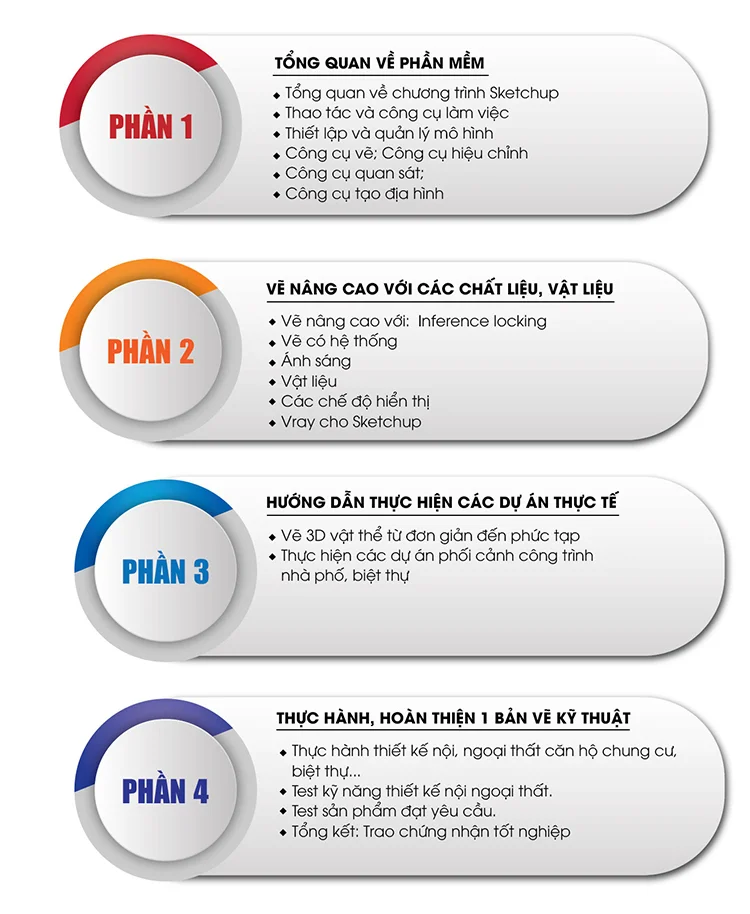 PHẦN 1
TỔNG QUAN VỀ PHẦN MỀM
◆ Tổng quan về chương trình Sketchup
◆ Thao tác và công cụ làm việc
◆ Thiết lập và quản lý mô hình
◆ Công cụ vẽ; Công cụ hiệu chỉnh
◆ Công cụ quan sát;
◆ Công cụ tạo địa hình
PHẦN 2
VẼ NÂNG CAO VỚI CÁC CHẤT LIỆU, VẬT LIỆU
◆ Vẽ nâng cao với: Inference locking
◆ Vẽ có hệ thống
◆ Ánh sáng
◆ Vật liệu
◆ Các chế độ hiển thị
◆ Vray cho Sketchup
PHẦN 3
HƯỚNG DẪN THỰC HIỆN CÁC DỰ ÁN THỰC TẾ
◆ Vẽ 3D vật thể từ đơn giản đến phức tạp
◆ Thực hiện các dự án phối cảnh công trình
nhà phố, biệt thự
PHẦN 4
THỰC HÀNH, HOÀN THIỆN 1 BẢN VẼ KỸ THUẬT
◆ Thực hành thiết kế nội, ngoại thất căn hộ chung cư,
biệt thự...
◆ Test kỹ năng thiết kế nội ngoại thất.
◆ Test sản phẩm đạt yêu cầu.
◆ Tổng kết: Trao chứng nhận tốt nghiệp